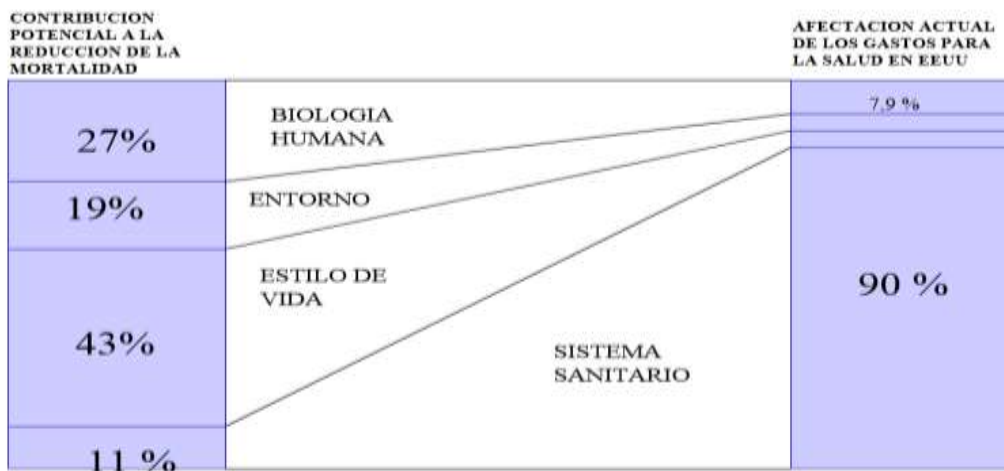 CONTRIBUCION
POTENCIAL A LA
REDUCCION DE LA
MORTALIDAD
AFECTACION ACTUAL
DE LOS GASTOS PARA
LA SALUD EN EEUU
27%
BIOLOGIA
HUMANA
7,9 %
19%
ENTORNO
43%
ESTILO DE
VIDA
90 %
SISTEMA
SANITARIO
11 %